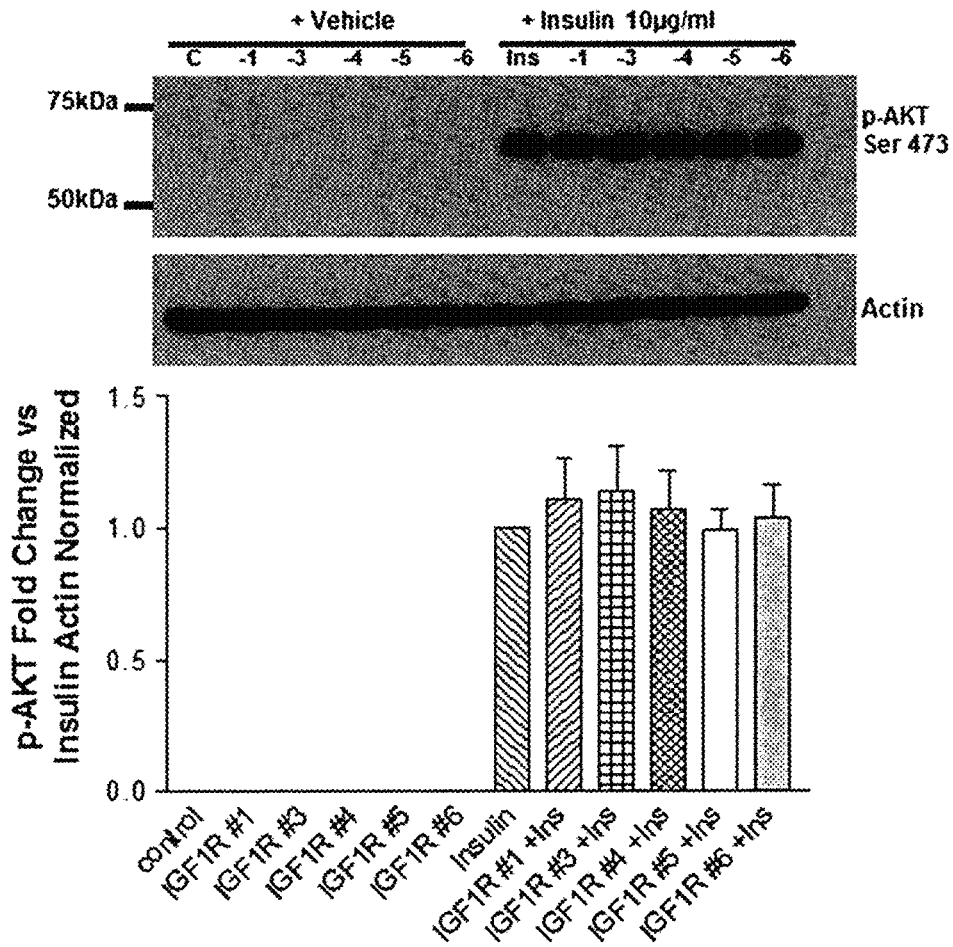 + Vehicle
+ Insulin 10µg/ml
C -1 -3 -4 -5 -6
Ins -1 -3 -4 -5 -6
75kDa
p-AKT
Ser 473
50kDa
Actin
p-AKT Fold Change vs
Insulin Actin Normalized
1.5
1.0
0.5
0.0
control
IGF1R #1
IGF1R #3
IGF1R #4
IGF1R #5
IGF1R #6
Insulin
IGF1R #1 +Ins
IGF1R #3 +Ins
IGF1R #4 +Ins
IGF1R #5 +Ins
IGF1R #6 +Ins